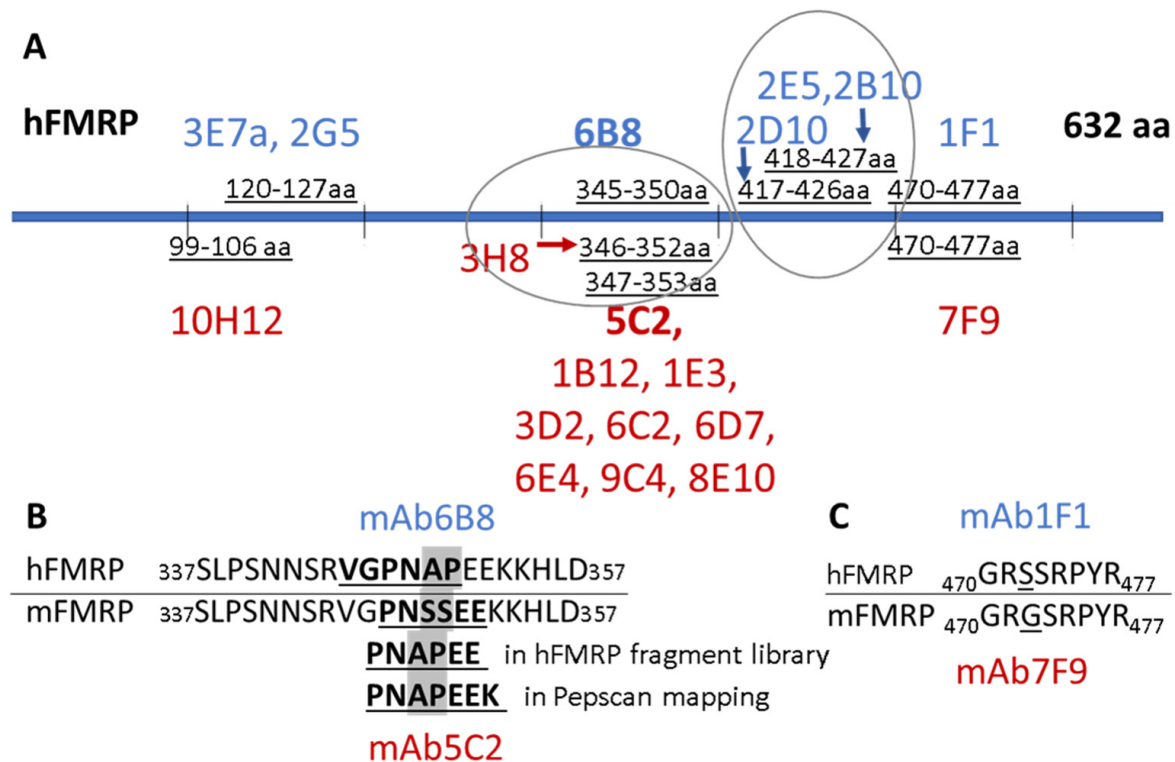 A
2E5,2B10
hFMRP 3E7a, 2G5 6B8 2D10 1F1 632 aa
418-427aa
120-127aa 345-350aa 417-426aa 470-477aa
99-106 aa 3H8 346-352aa 470-477aa
347-353aa
10H12 5C2, 7F9
1B12, 1E3,
3D2, 6C2, 6D7,
6E4, 9C4, 8E10
B mAb6B8
hFMRP 337SLPSNNSRVGPNAPEEKKHLD357
mFMRP 337SLPSNNSRVGPNSSEEKKHLD357
PNAPEE in hFMRP fragment library
PNAPEEK in Pepscan mapping
mAb5C2
C mAb1F1
hFMRP 470GRSSRPYR477
mFMRP 470GRGSRPYR477
mAb7F9